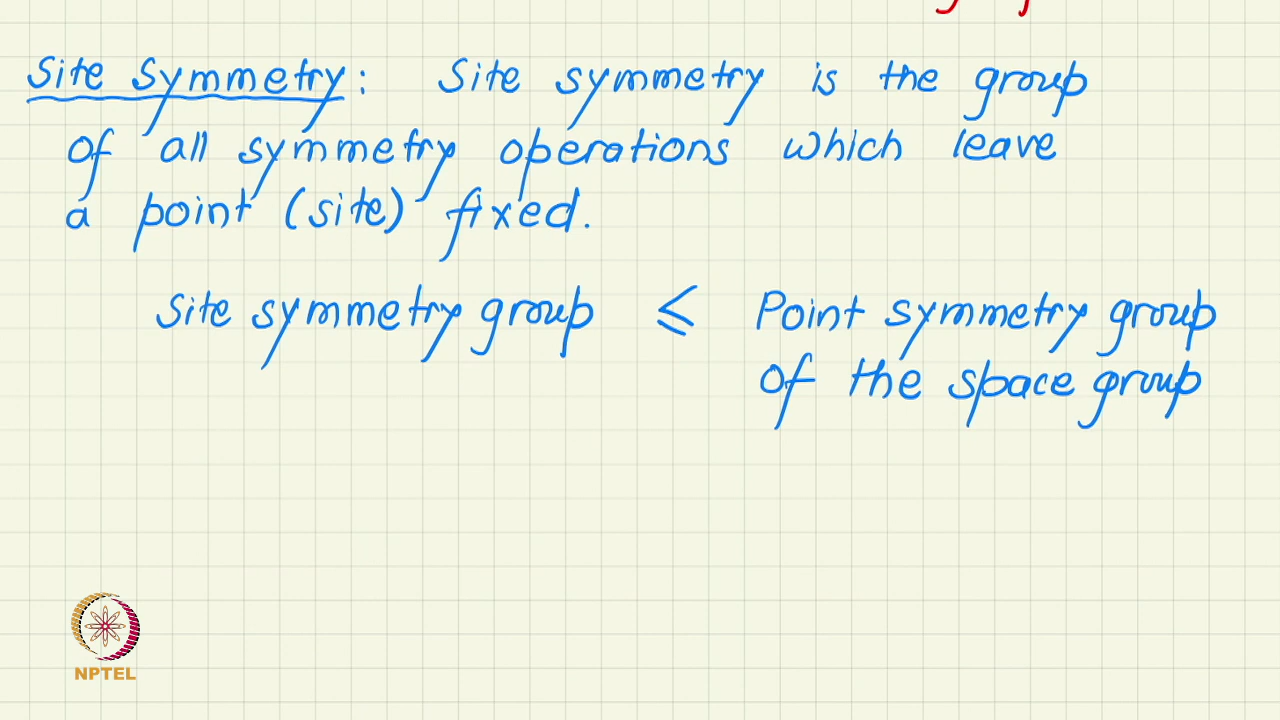 Site Symmetry: Site symmetry is the group
of all symmetry operations which leave
a point (site) fixed.
Site symmetry group ≤ Point symmetry group
of the space group
NPTEL